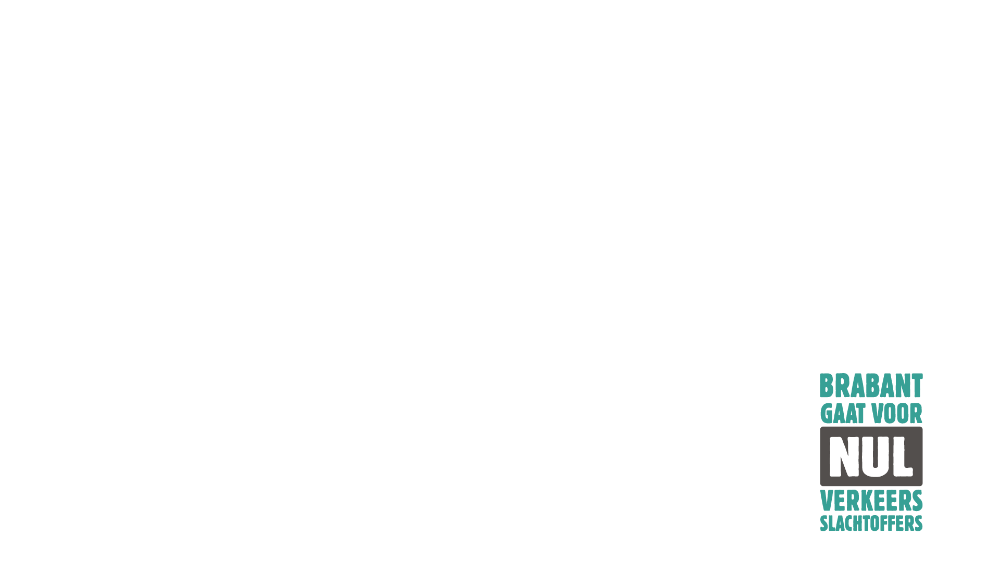 BRABANT
GAAT VOOR
NUL
VERKEERS
SLACHTOFFERS